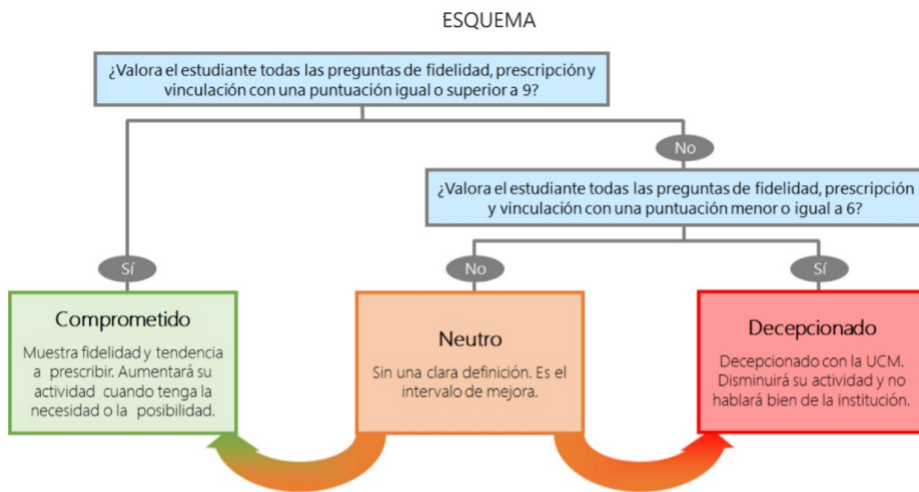 ESQUEMA
¿Valora el estudiante todas las preguntas de fidelidad, prescripción y
vinculación con una puntuación igual o superior a 9?
No
¿Valora el estudiante todas las preguntas de fidelidad, prescripción
y vinculación con una puntuación menor o igual a 6?
Sí
No
Sí
Comprometido
Muestra fidelidad y tendencia
a prescribir. Aumentará su
actividad cuando tenga la
necesidad o la posibilidad.
Neutro
Sin una clara definición. Es el
intervalo de mejora.
Decepcionado
Decepcionado con la UCM.
Disminuirá su actividad y no
hablará bien de la institución.